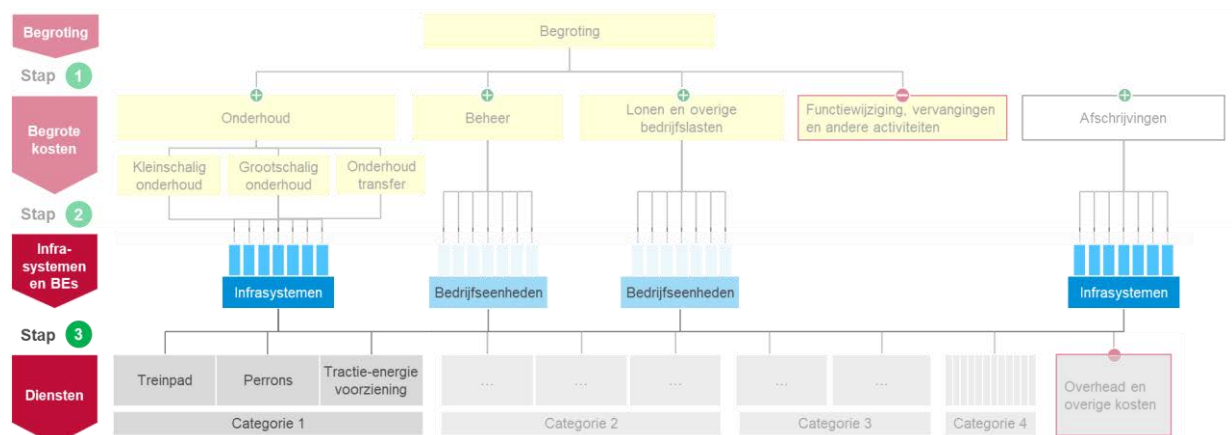 Begroting
Begroting
Stap 1
Begrote
kosten
Onderhoud
Beheer
Lonen en overige
bedrijfslasten
Functiewijziging, vervangingen
en andere activiteiten
Afschrijvingen
Kleinschalig
onderhoud
Grootschalig
onderhoud
Onderhoud
transfer
Stap 2
Infra-
systemen
en BEs
Infrasystemen
Bedrijfseenheden
Bedrijfseenheden
Infrasystemen
Stap 3
Diensten
Treinpad
Perrons
Tractie-energie
voorziening
...
...
...
...
...
Overhead en
overige kosten
Categorie 1
Categorie 2
Categorie 3
Categorie 4